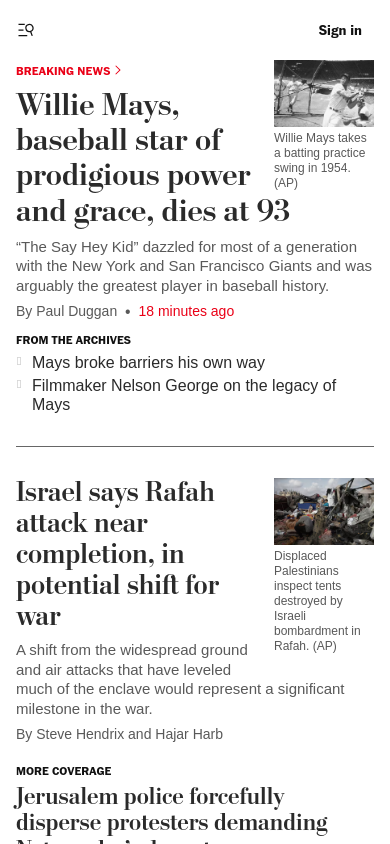 Sign in
BREAKING NEWS
Willie Mays,
baseball star of
prodigious power
and grace, dies at 93
Willie Mays takes
a batting practice
swing in 1954.
(AP)
“The Say Hey Kid” dazzled for most of a generation
with the New York and San Francisco Giants and was
arguably the greatest player in baseball history.
By Paul Duggan • 18 minutes ago
FROM THE ARCHIVES
Mays broke barriers his own way
Filmmaker Nelson George on the legacy of
Mays
Israel says Rafah
attack near
completion, in
potential shift for
war
Displaced
Palestinians
inspect tents
destroyed by
Israeli
bombardment in
Rafah. (AP)
A shift from the widespread ground
and air attacks that have leveled
much of the enclave would represent a significant
milestone in the war.
By Steve Hendrix and Hajar Harb
MORE COVERAGE
Jerusalem police forcefully
disperse protesters demanding